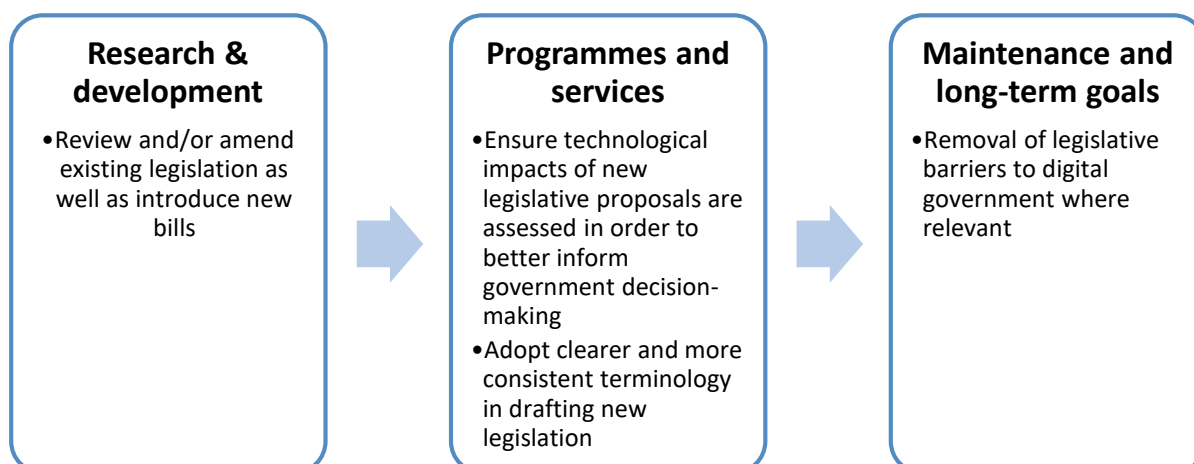 Research &
development
•Review and/or amend
existing legislation as
well as introduce new
bills
Programmes and
services
•Ensure technological
impacts of new
legislative proposals are
assessed in order to
better inform
government decision-
making
•Adopt clearer and more
consistent terminology
in drafting new
legislation
Maintenance and
long-term goals
•Removal of legislative
barriers to digital
government where
relevant